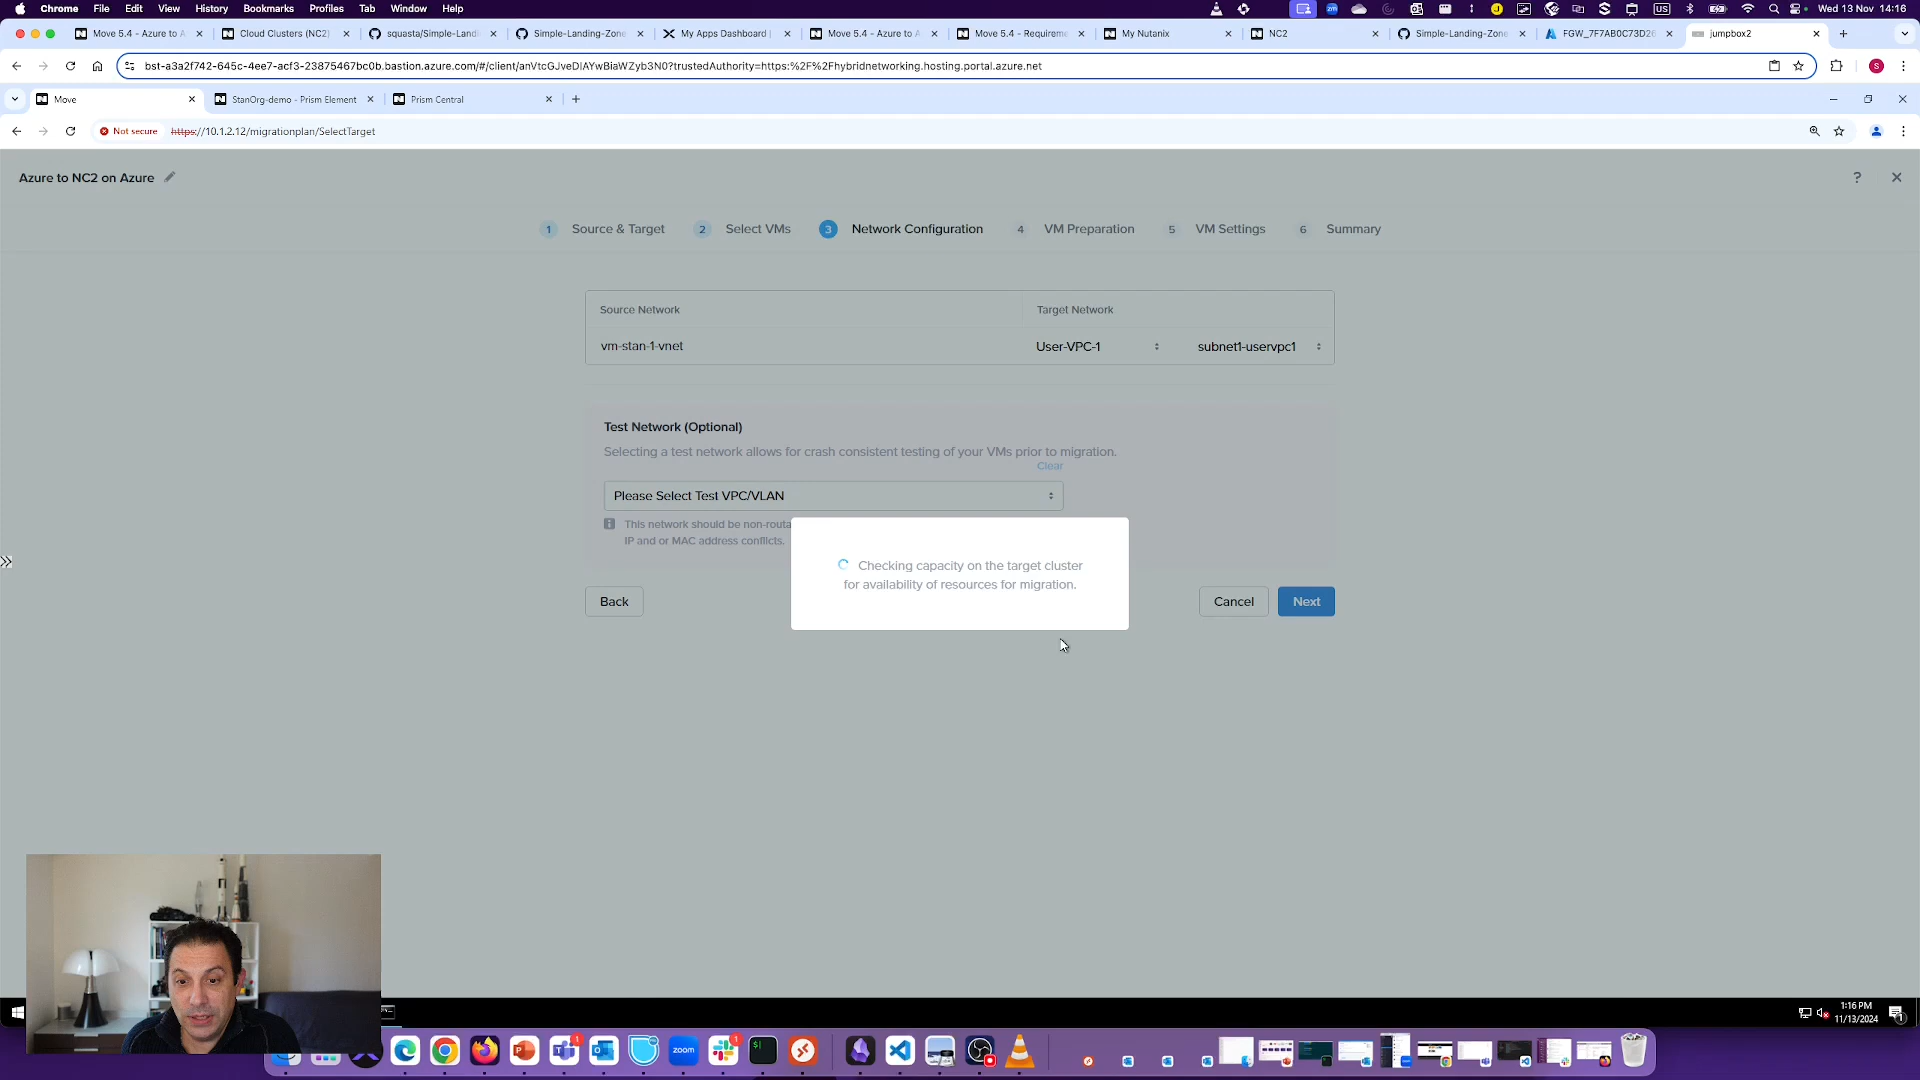 Chrome File Edit View History Bookmarks Profiles Tab Window Help
US Wed 13 Nov 14:16
Move 5.4 - Azure to A
Cloud Clusters (NC2)
squasta/Simple-Landi
Simple-Landing-Zone
My Apps Dashboard |
Move 5.4 - Azure to A
Move 5.4 - Requireme
My Nutanix
NC2
Simple-Landing-Zone
FGW_7F7AB0C73D26
jumpbox2
bst-a3a2f742-645c-4ee7-acf3-23875467bc0b.bastion.azure.com/#/client/anVtcGJveDIAYwBiaWZyb3N0?trustedAuthority=https:%2F%2Fhybridnetworking.hosting.portal.azure.net
Move
StanOrg-demo - Prism Element
Prism Central
Not secure https://10.1.2.12/migrationplan/SelectTarget
Azure to NC2 on Azure
?
1 Source & Target 2 Select VMs 3 Network Configuration 4 VM Preparation 5 VM Settings 6 Summary
Source Network Target Network
vm-stan-1-vnet User-VPC-1 subnet1-uservpc1
Test Network (Optional)
Selecting a test network allows for crash consistent testing of your VMs prior to migration.
Clear
Please Select Test VPC/VLAN
This network should be non-routa
IP and or MAC address conflicts.
Checking capacity on the target cluster
for availability of resources for migration.
Back Cancel Next
1:16 PM
11/13/2024
zoom